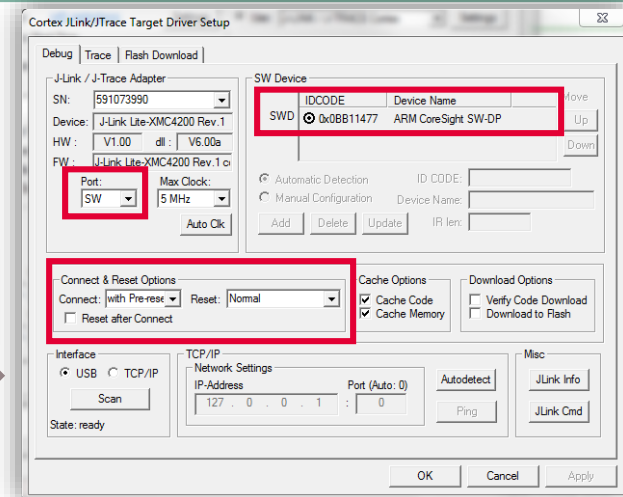 Cortex JLink/JTrace Target Driver Setup
Debug Trace Flash Download
J-Link / J-Trace Adapter
SN: 591073990
Device: J-Link Lite-XMC4200 Rev.1
HW : V1.00 dll : V6.00a
FW : J-Link Lite-XMC4200 Rev.1 co
Port: Max Clock:
SW 5 MHz
Auto Clk
SW Device
IDCODE Device Name Move
SWD 0x0BB11477 ARM CoreSight SW-DP Up
Down
Automatic Detection ID CODE:
Manual Configuration Device Name:
Add Delete Update IR len:
Connect & Reset Options
Connect: with Pre-rese Reset: Normal
Reset after Connect
Cache Options
Cache Code
Cache Memory
Download Options
Verify Code Download
Download to Flash
Interface
USB TCP/IP
Scan
State: ready
TCP/IP
Network Settings
IP-Address Port (Auto: 0)
127 . 0 . 0 . 1 : 0
Autodetect
Ping
Misc
JLink Info
JLink Cmd
OK Cancel Apply